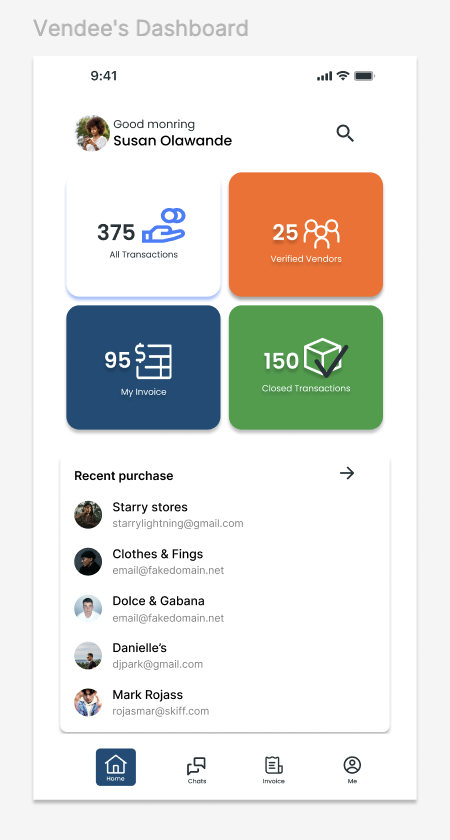 Vendee's Dashboard
9:41
Good monring
Susan Olawande
375
All Transactions
25
Verified Vendors
95
My Invoice
150
Closed Transactions
Recent purchase
Starry stores
starrylightning@gmail.com
Clothes & Fings
email@fakedomain.net
Dolce & Gabana
email@fakedomain.net
Danielle’s
djpark@gmail.com
Mark Rojass
rojasmar@skiff.com
Home
Chats
Invoice
Me